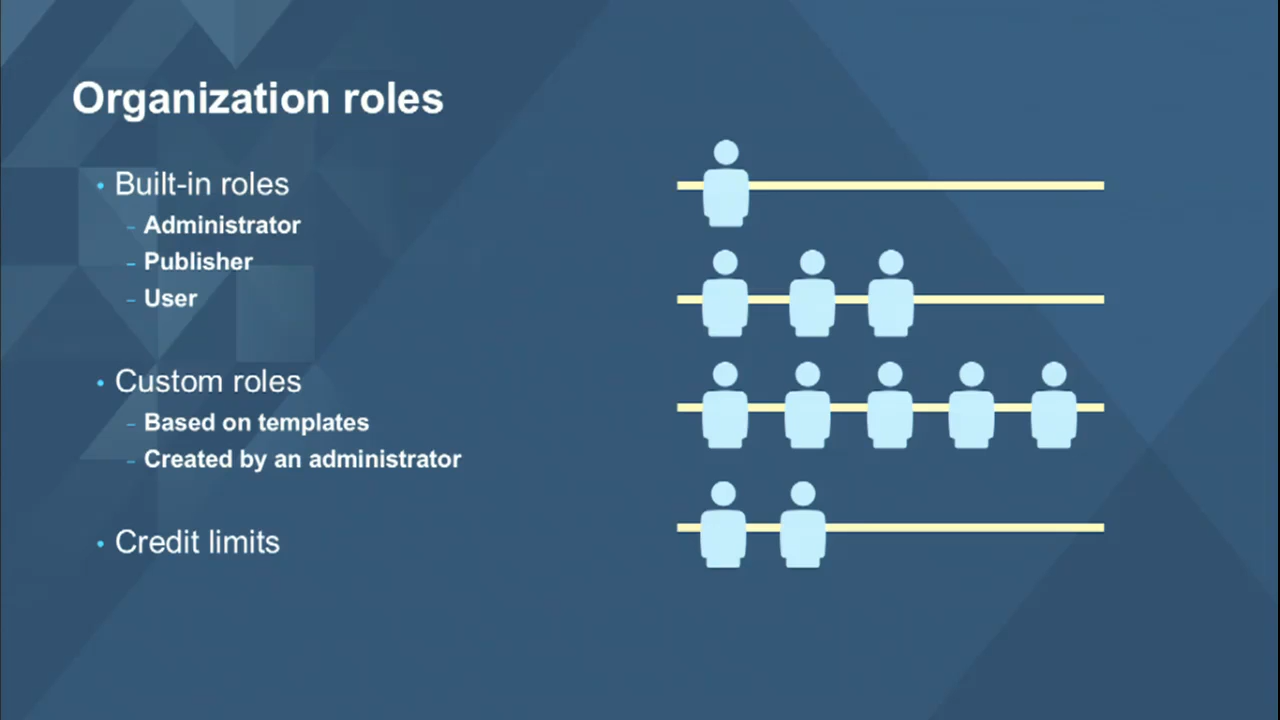 Organization roles
• Built-in roles
– Administrator
– Publisher
– User
• Custom roles
– Based on templates
– Created by an administrator
• Credit limits